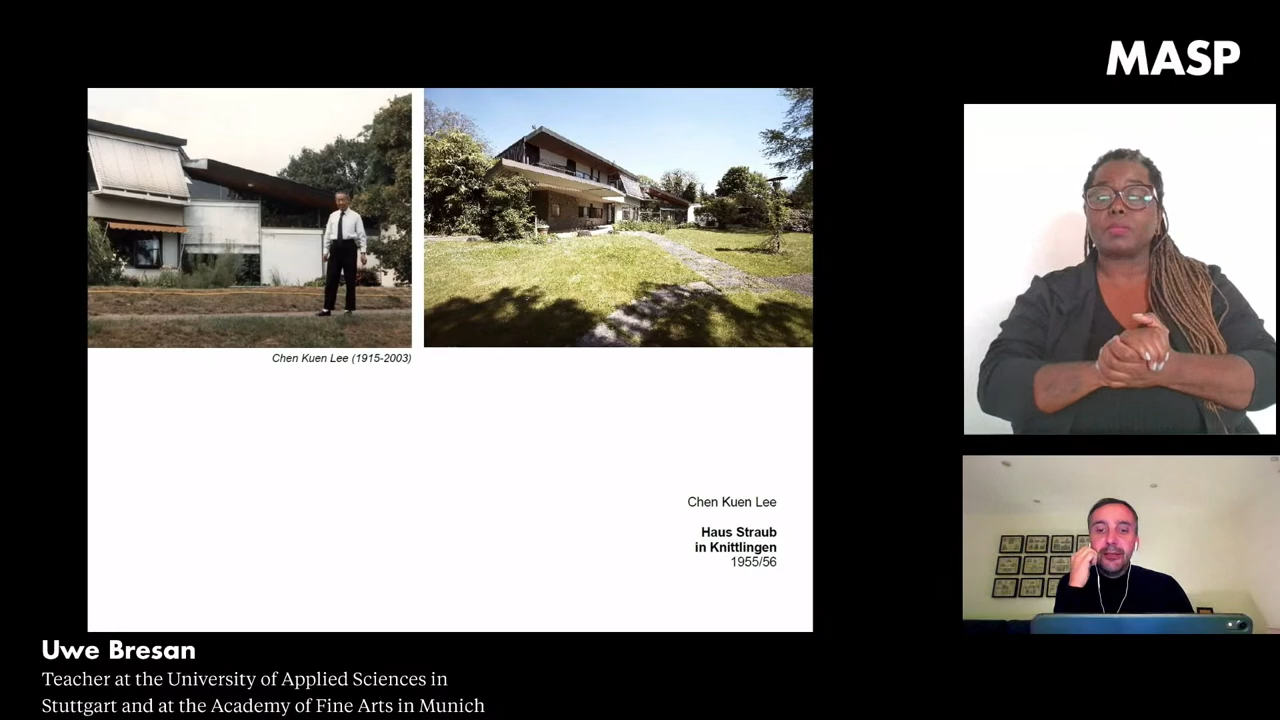 MASP
Chen Kuen Lee (1915-2003)
Chen Kuen Lee
Haus Straub
in Knittlingen
1955/56
Uwe Bresan
Teacher at the University of Applied Sciences in
Stuttgart and at the Academy of Fine Arts in Munich